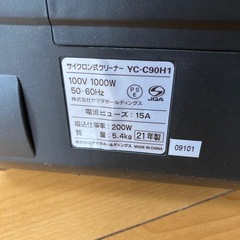 サイクロン式クリーナー YC-C90H1
100V 1000W
50-60Hz
株式会社ヤマダホールディングス
PSE
JQA
電流ヒューズ：15A
吸込仕事率：200W
質量：5.4kg
21年製
株式会社ヤマダホールディングス MADE IN CHINA
09101